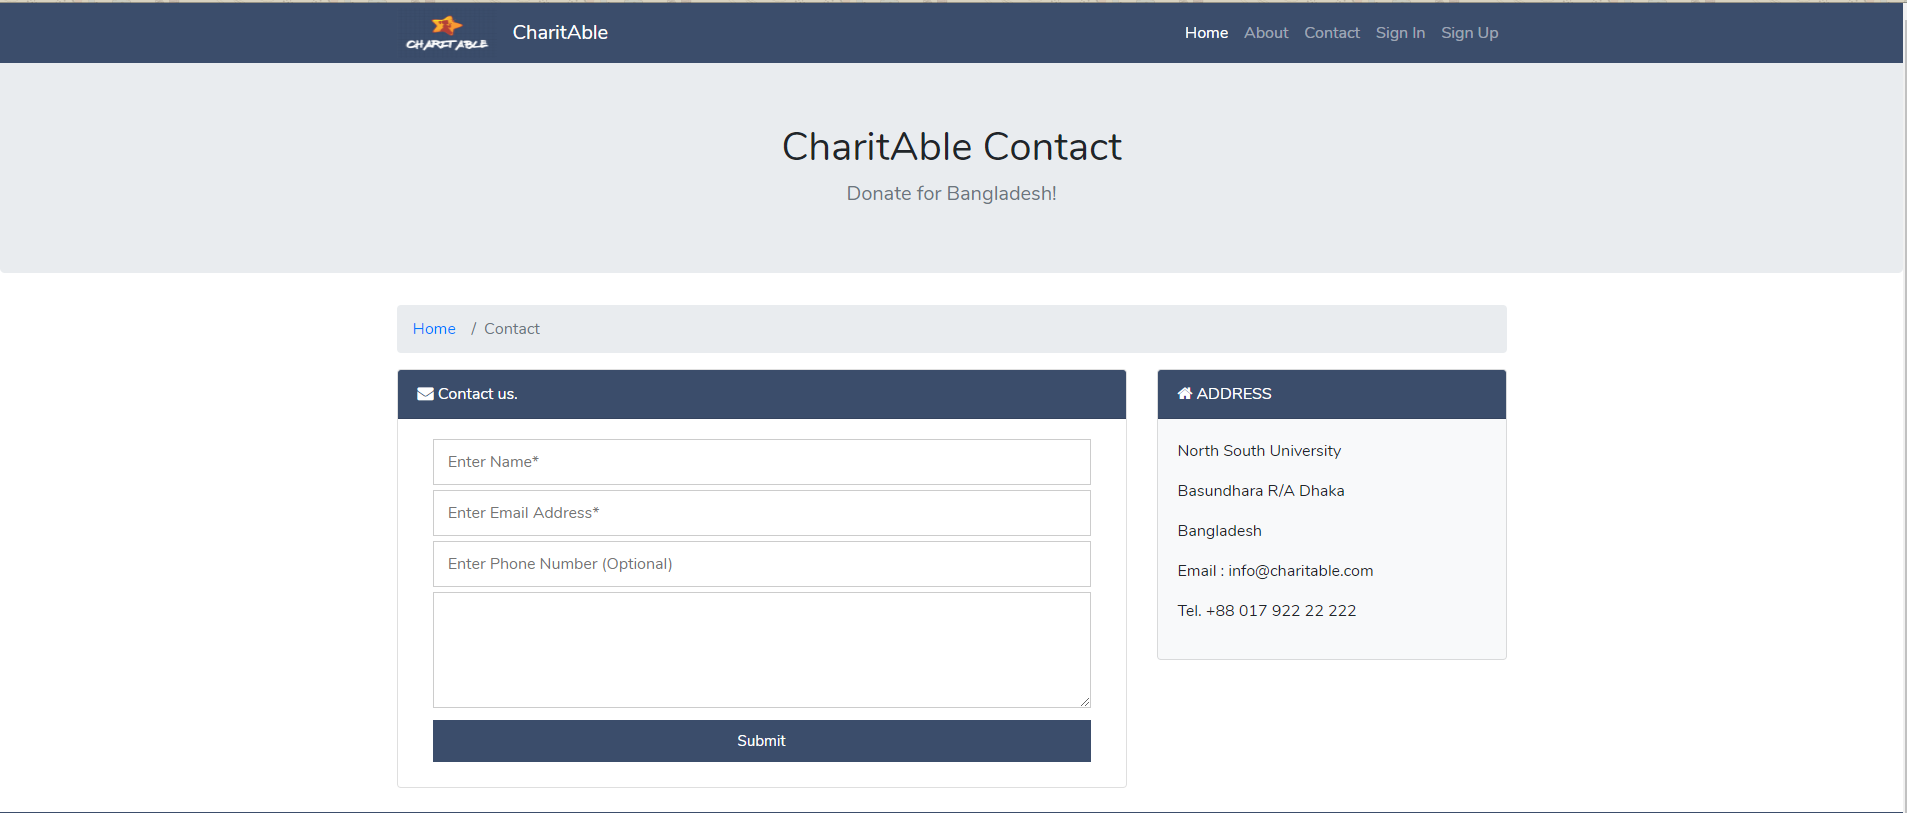 CHARITABLE CharitAble Home About Contact Sign In Sign Up
CharitAble Contact
Donate for Bangladesh!
Home / Contact
Contact us.
Enter Name*
Enter Email Address*
Enter Phone Number (Optional)
Submit
ADDRESS
North South University
Basundhara R/A Dhaka
Bangladesh
Email : info@charitable.com
Tel. +88 017 922 22 222